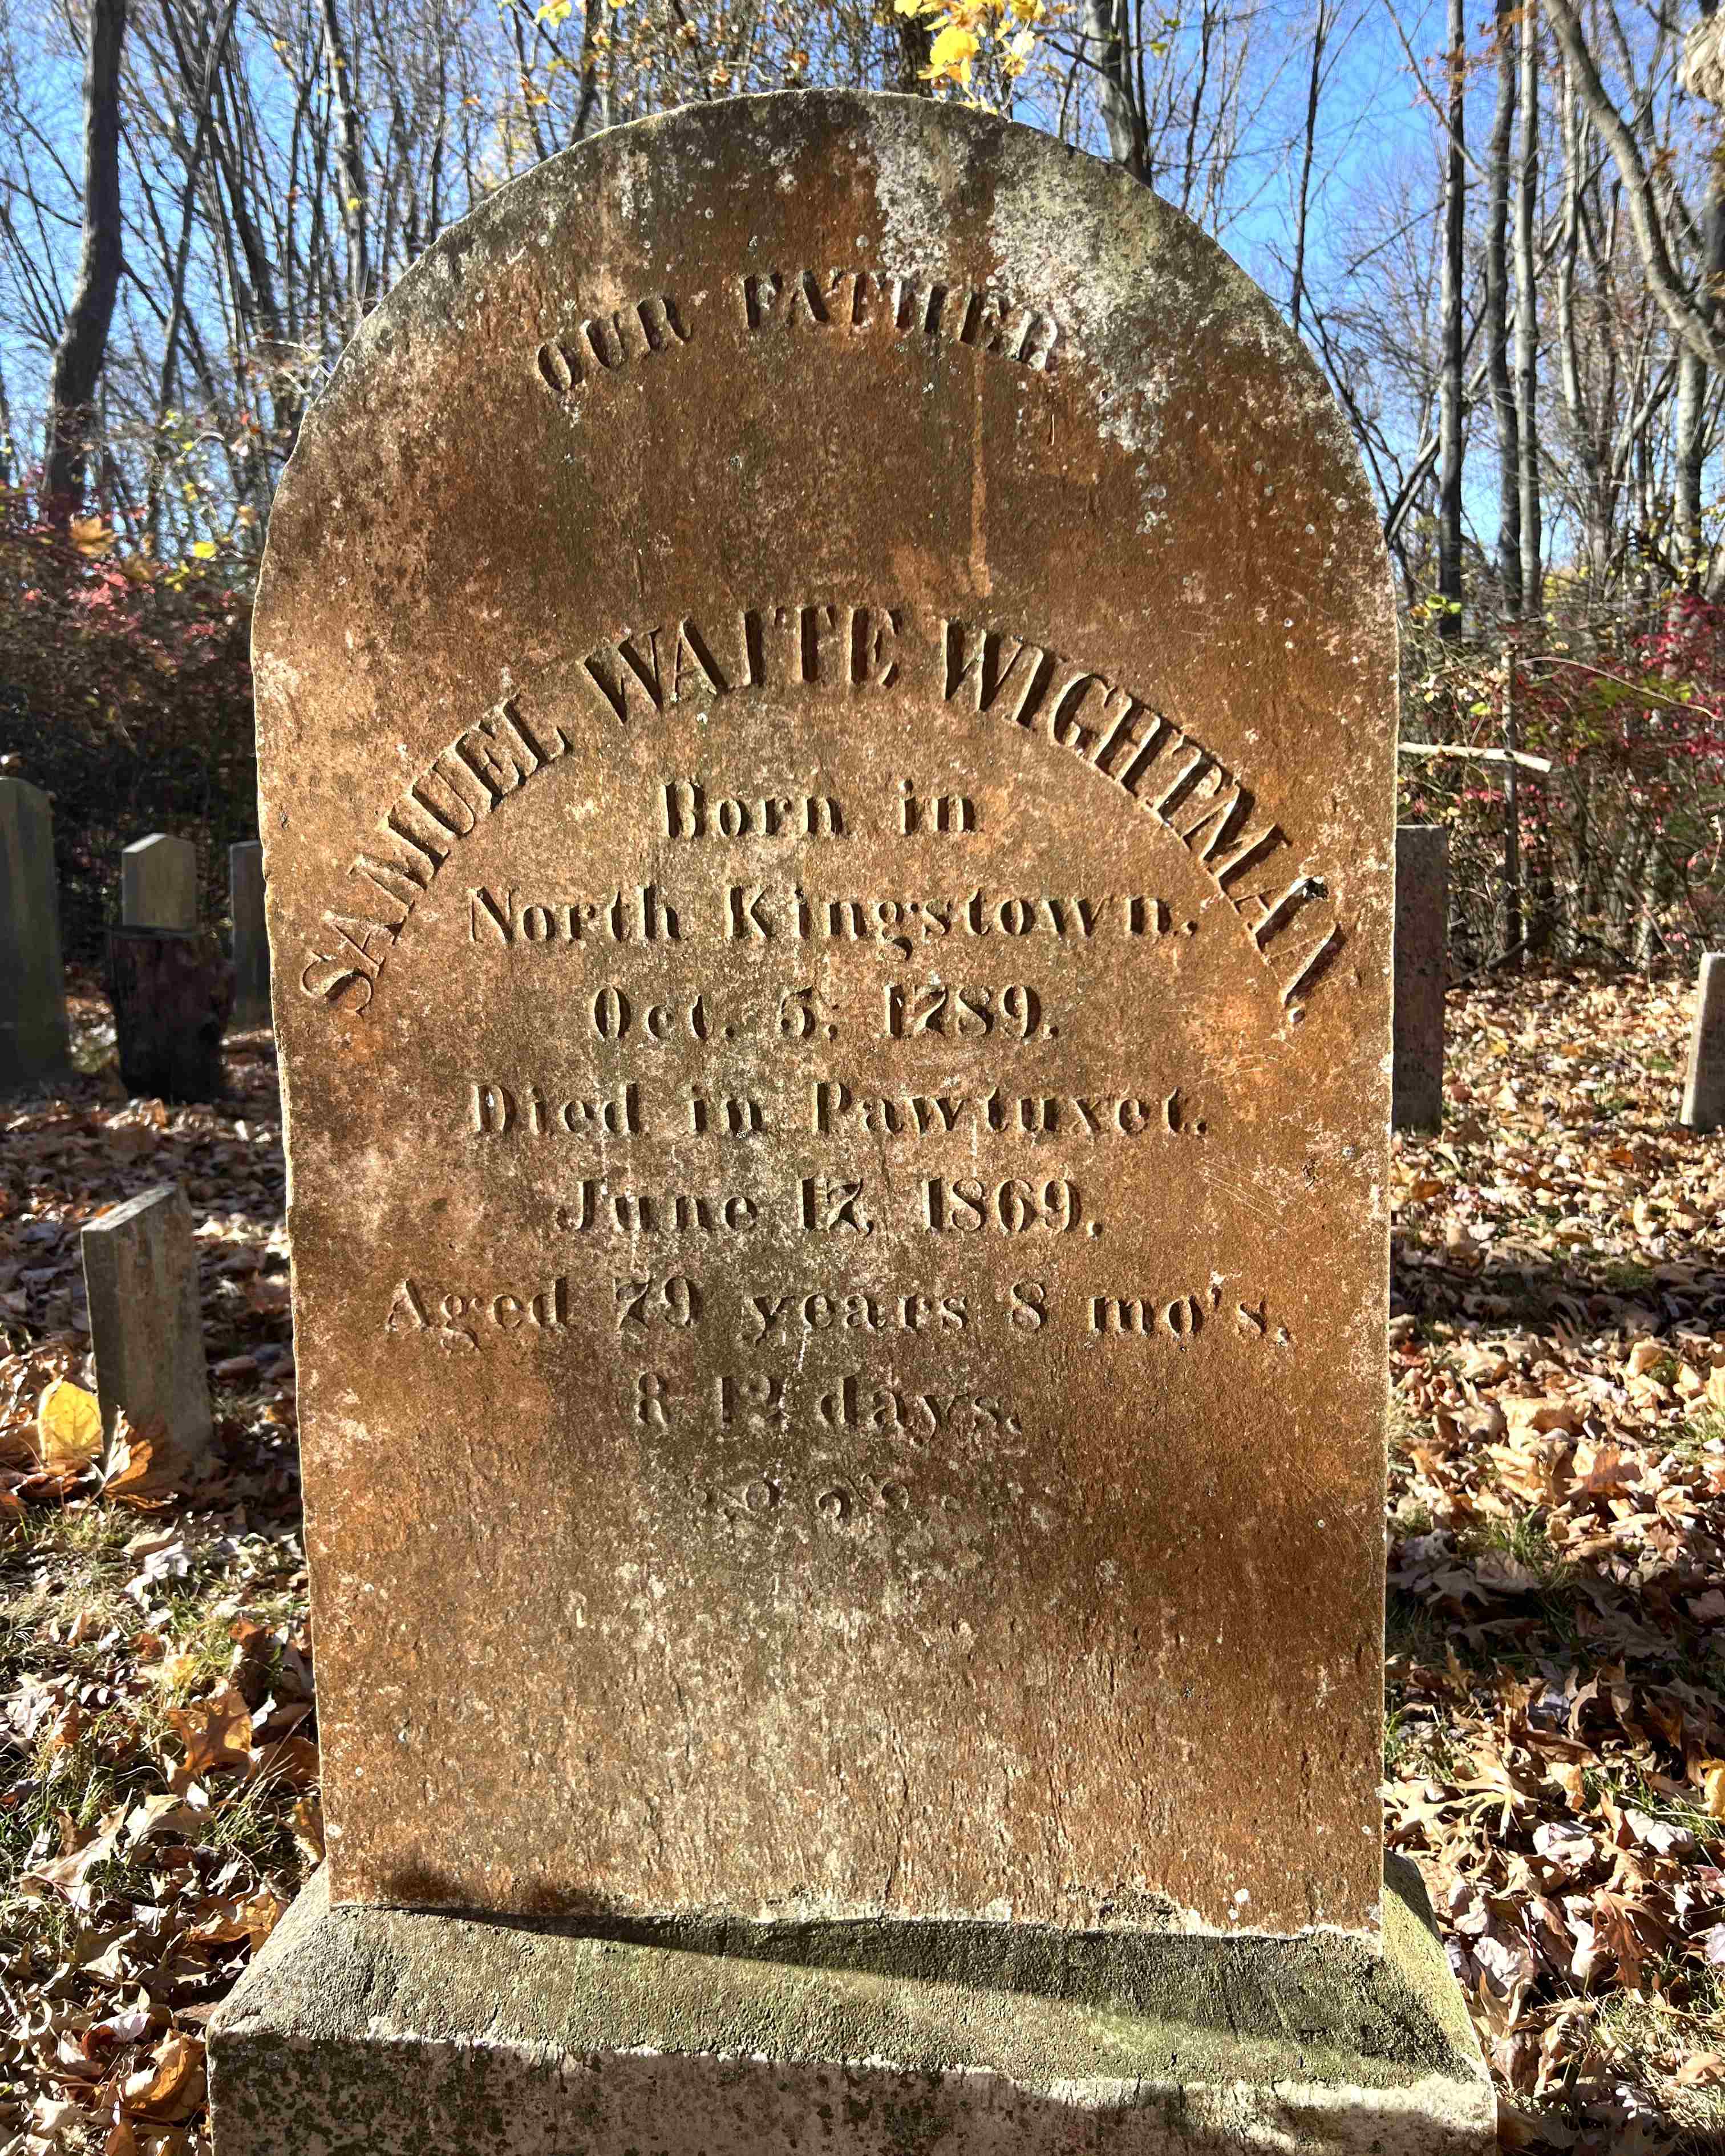 OUR FATHER
SAMUEL WAITE WIGHTMAN.
Born in
North Kingstown.
Oct. 5, 1789.
Died in Pawtuxet.
June 17, 1869.
Aged 79 years 8 mo's.
& 12 days.